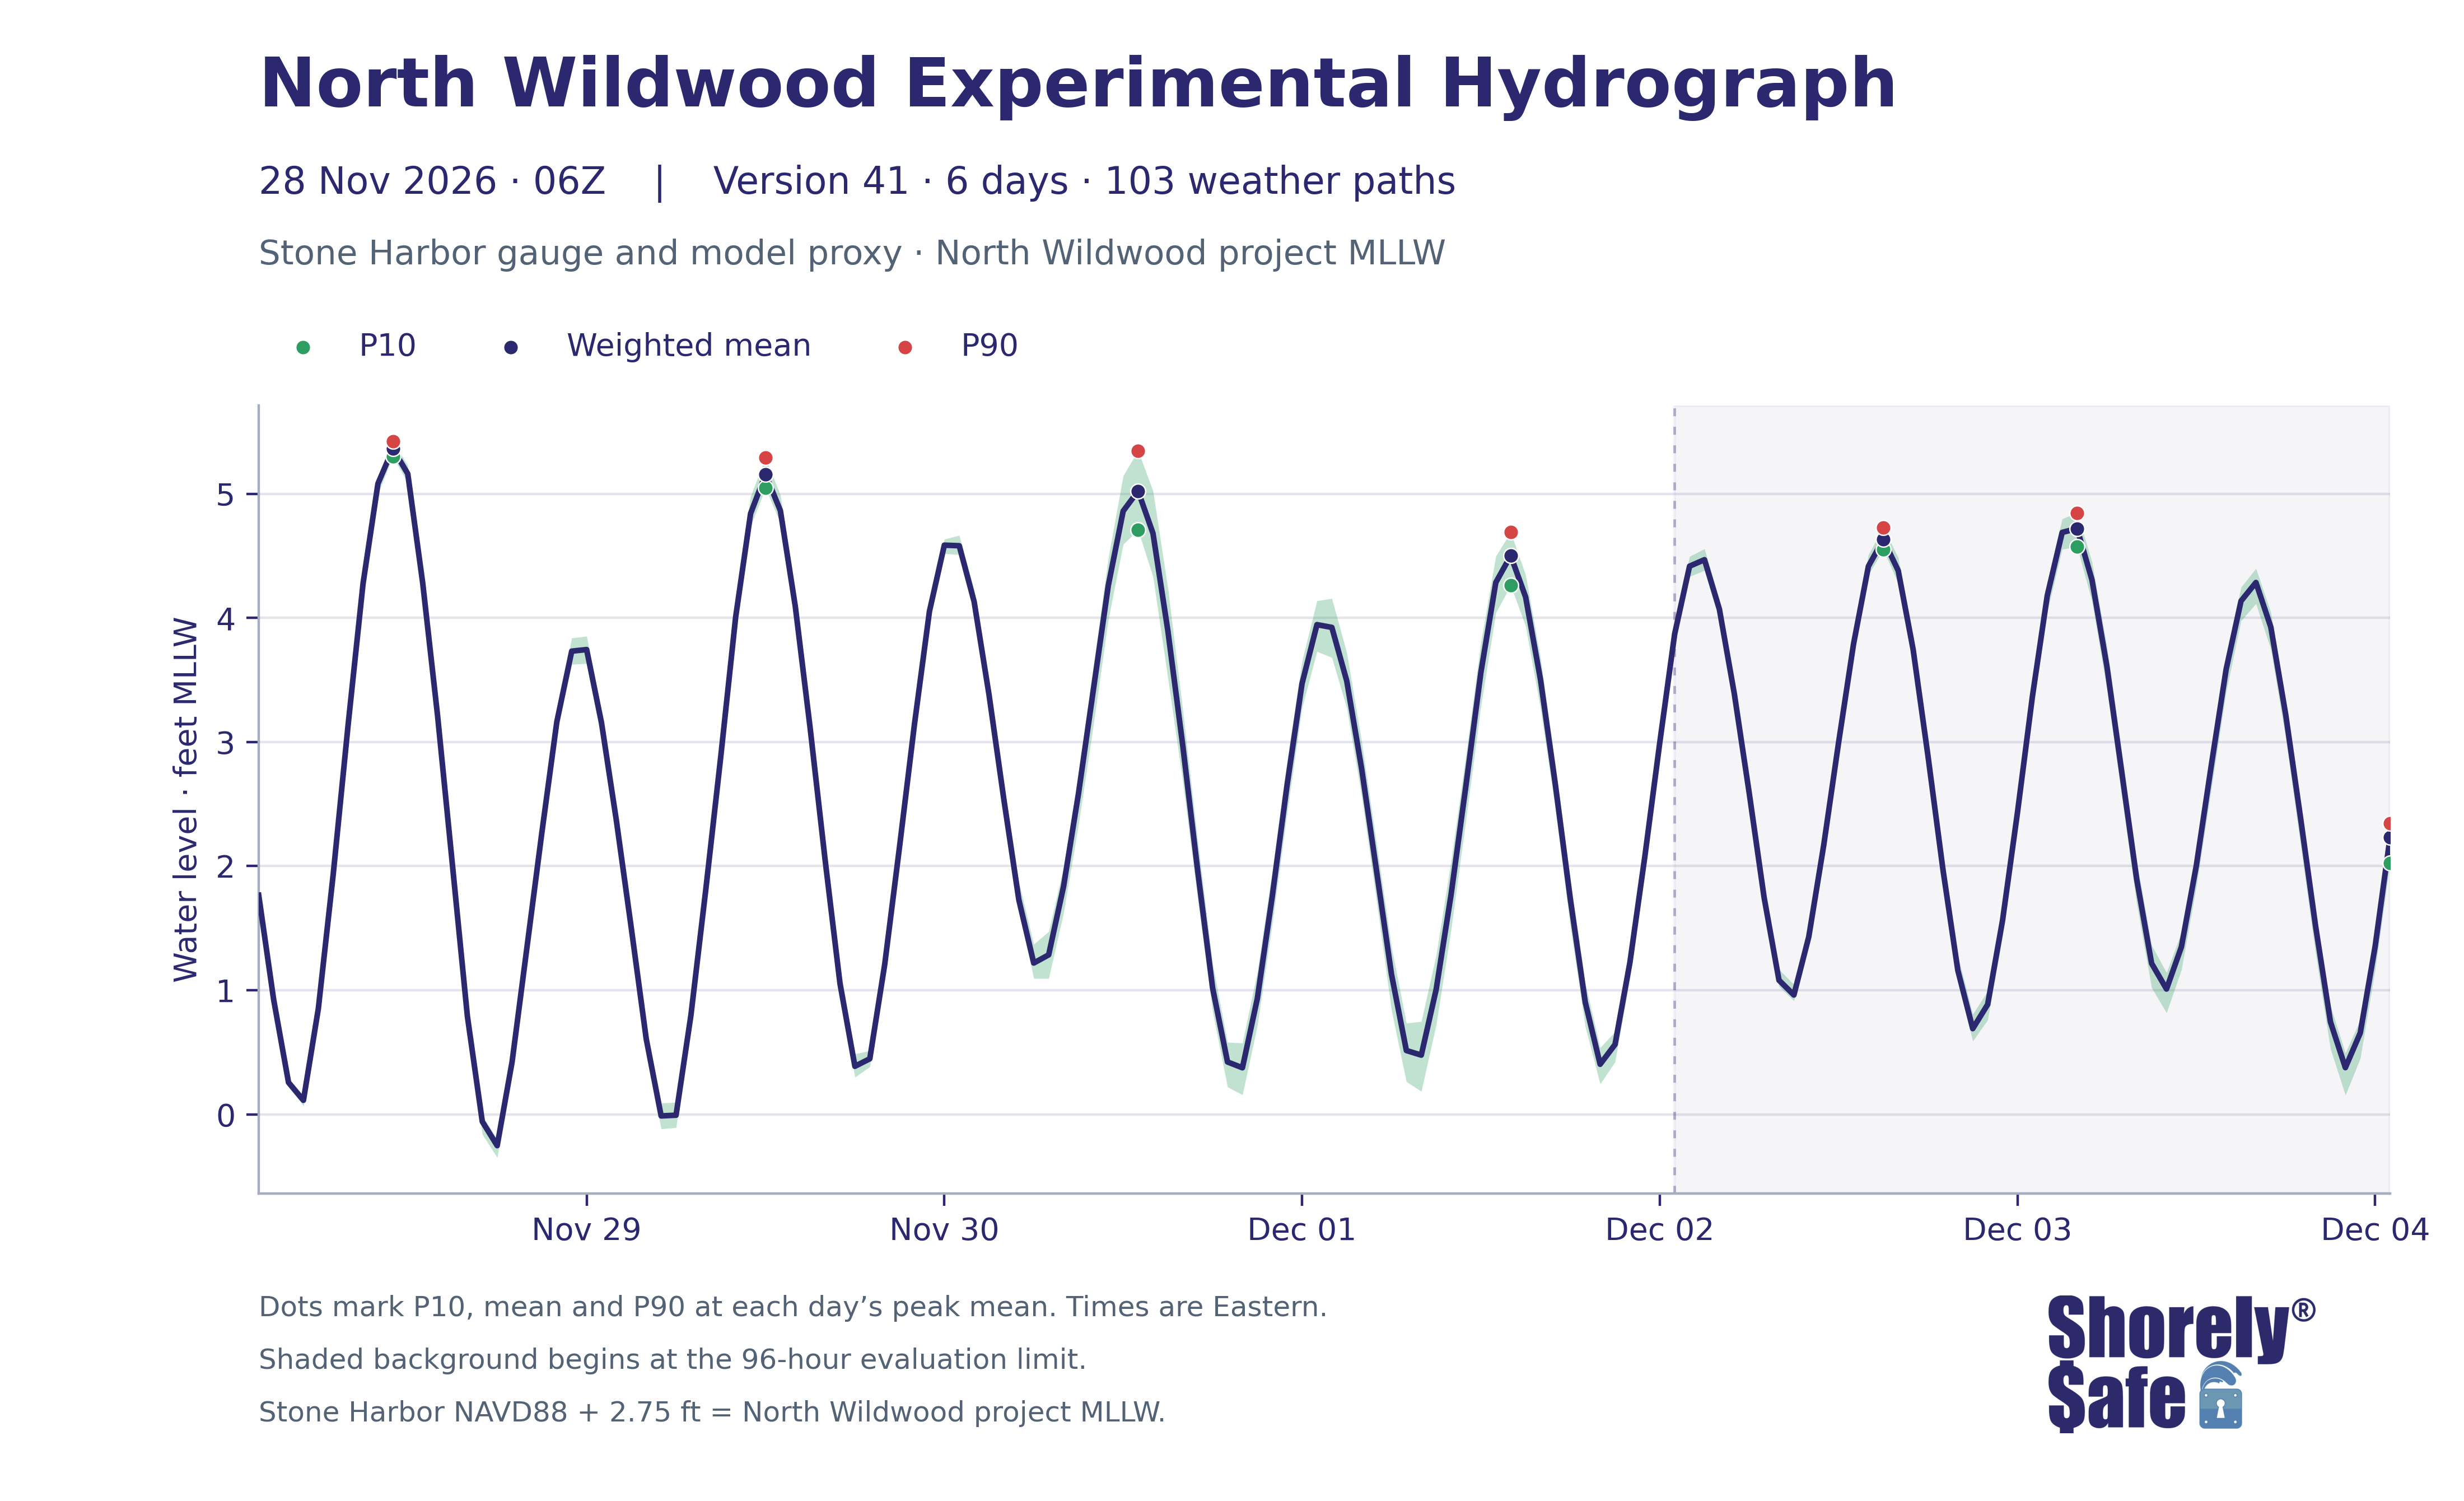 North Wildwood Experimental Hydrograph
28 Nov 2026 · 06Z | Version 41 · 6 days · 103 weather paths
Stone Harbor gauge and model proxy · North Wildwood project MLLW
P10 Weighted mean P90
Water level · feet MLLW
5
4
3
2
1
0
Nov 29 Nov 30 Dec 01 Dec 02 Dec 03 Dec 04
Dots mark P10, mean and P90 at each day’s peak mean. Times are Eastern.
Shaded background begins at the 96-hour evaluation limit.
Stone Harbor NAVD88 + 2.75 ft = North Wildwood project MLLW.
Shorely®
$afe